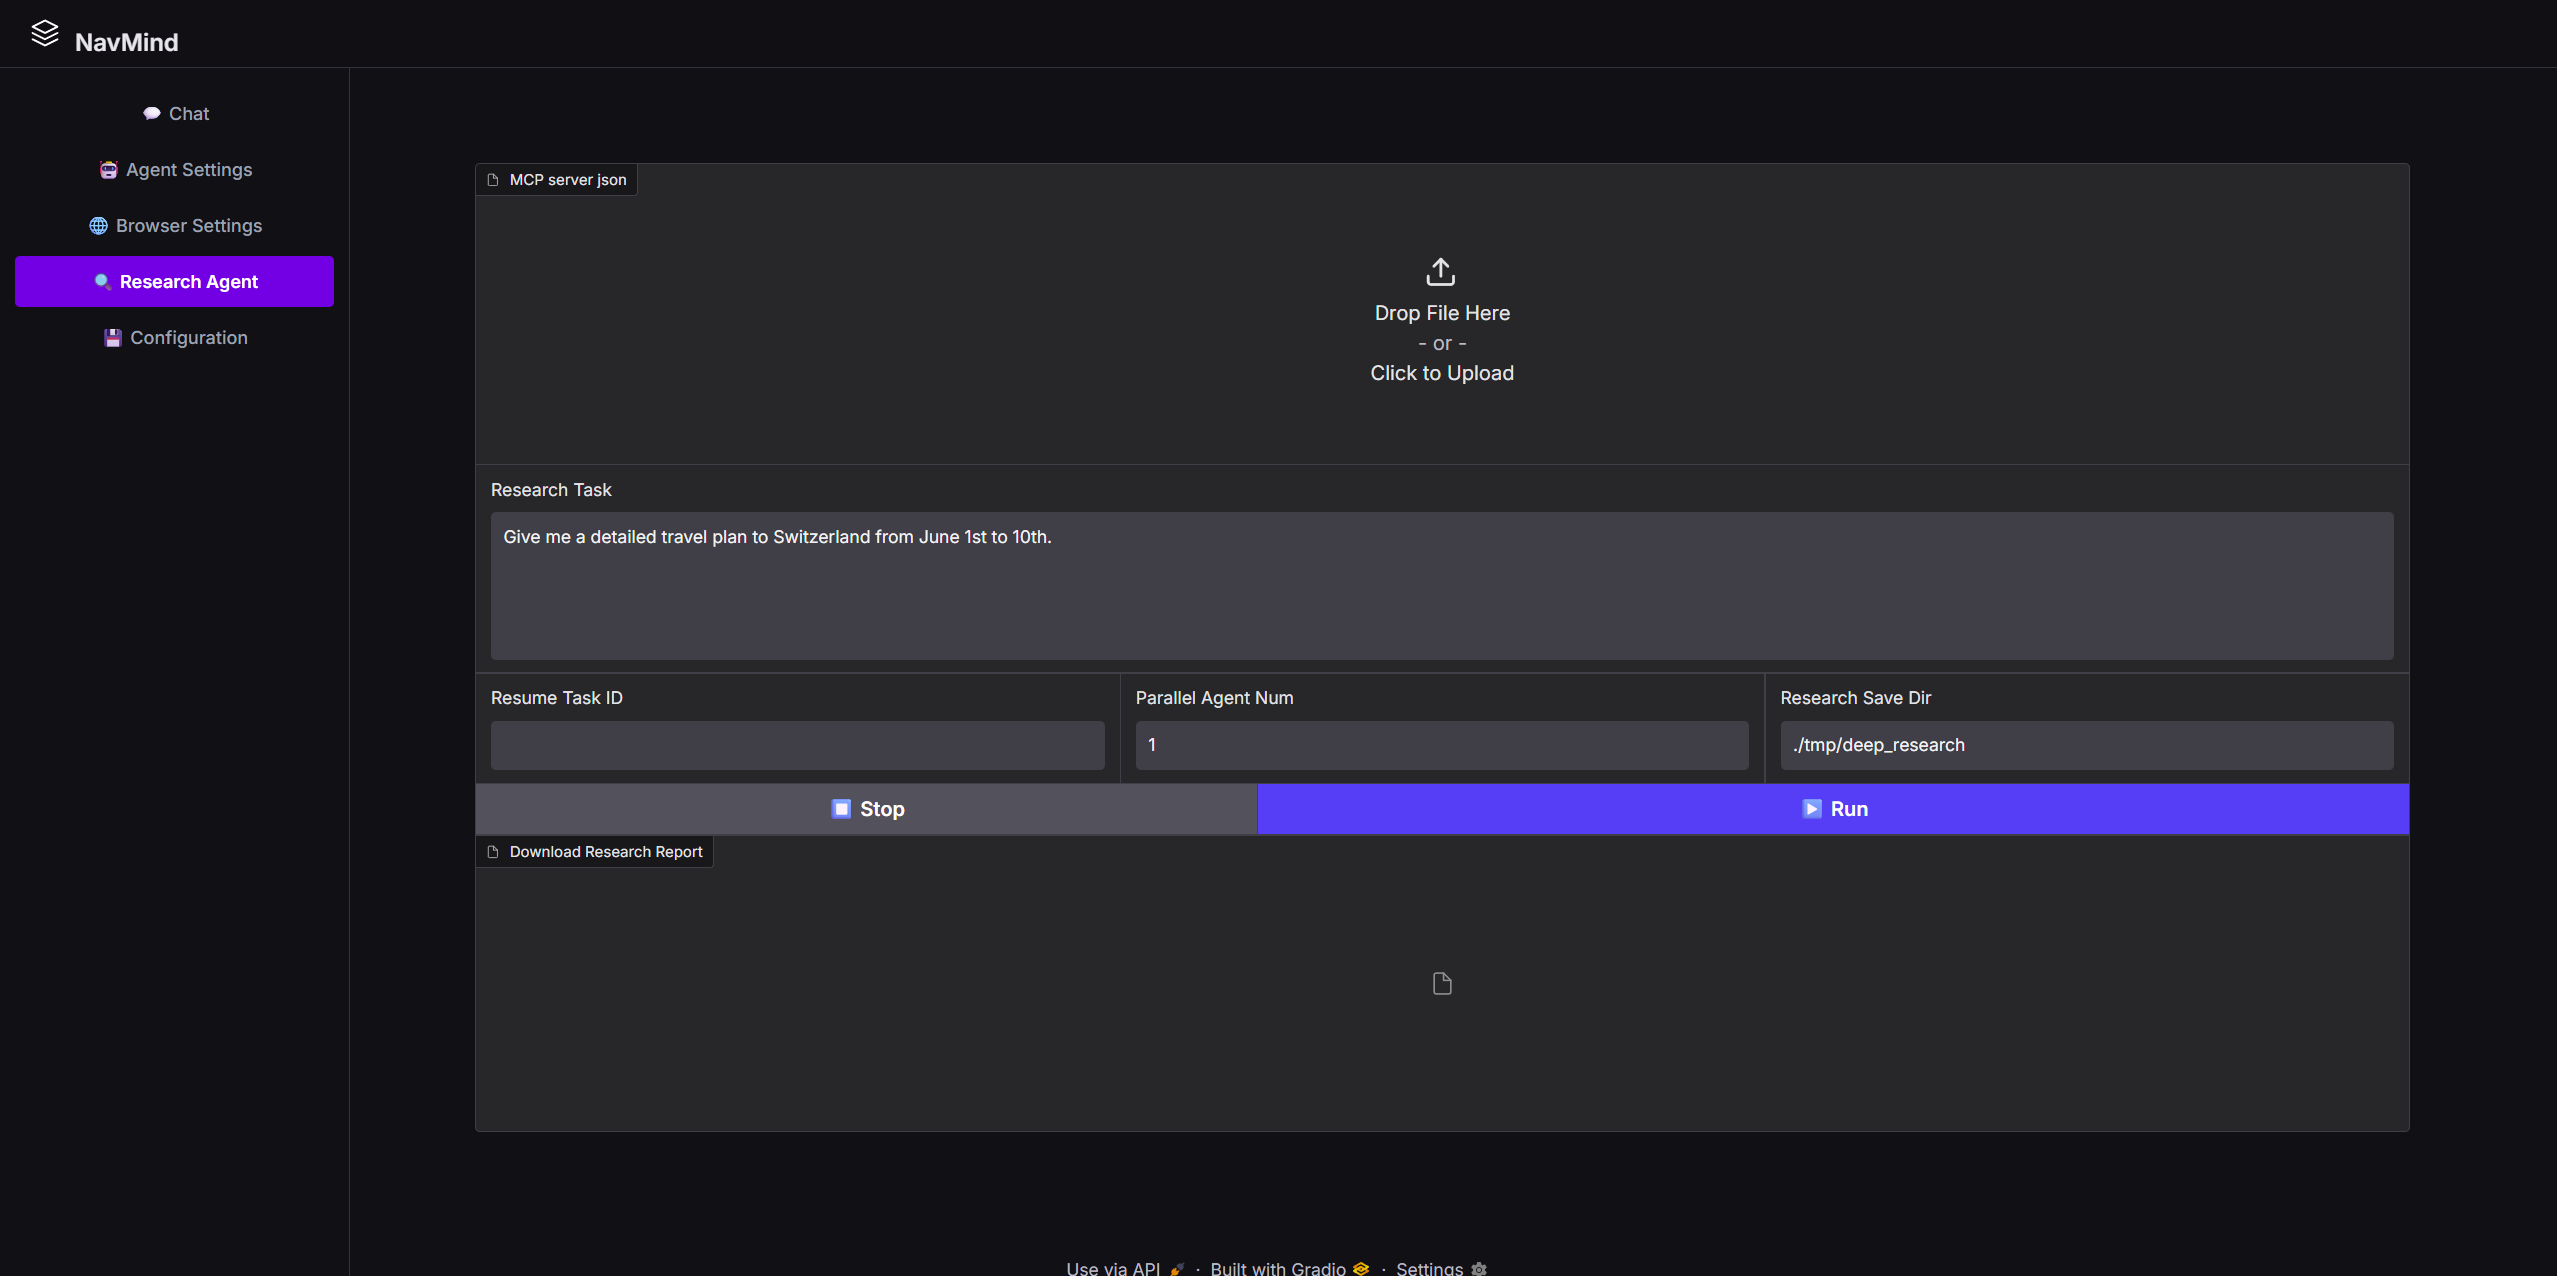 NavMind
Chat
Agent Settings
Browser Settings
Research Agent
Configuration
MCP server json
Drop File Here
- or -
Click to Upload
Research Task
Give me a detailed travel plan to Switzerland from June 1st to 10th.
Resume Task ID
Parallel Agent Num
Research Save Dir
1
./tmp/deep_research
Stop
Run
Download Research Report
Use via API · Built with Gradio · Settings